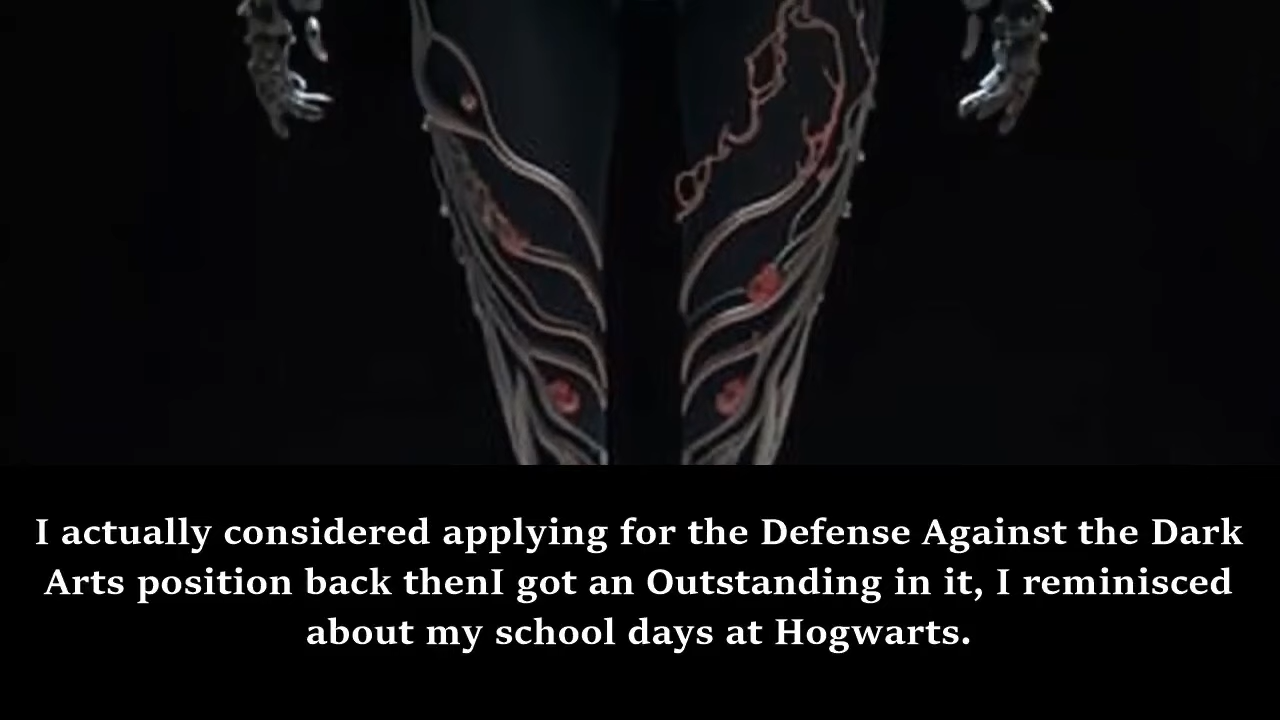 I actually considered applying for the Defense Against the Dark
Arts position back thenI got an Outstanding in it, I reminisced
about my school days at Hogwarts.